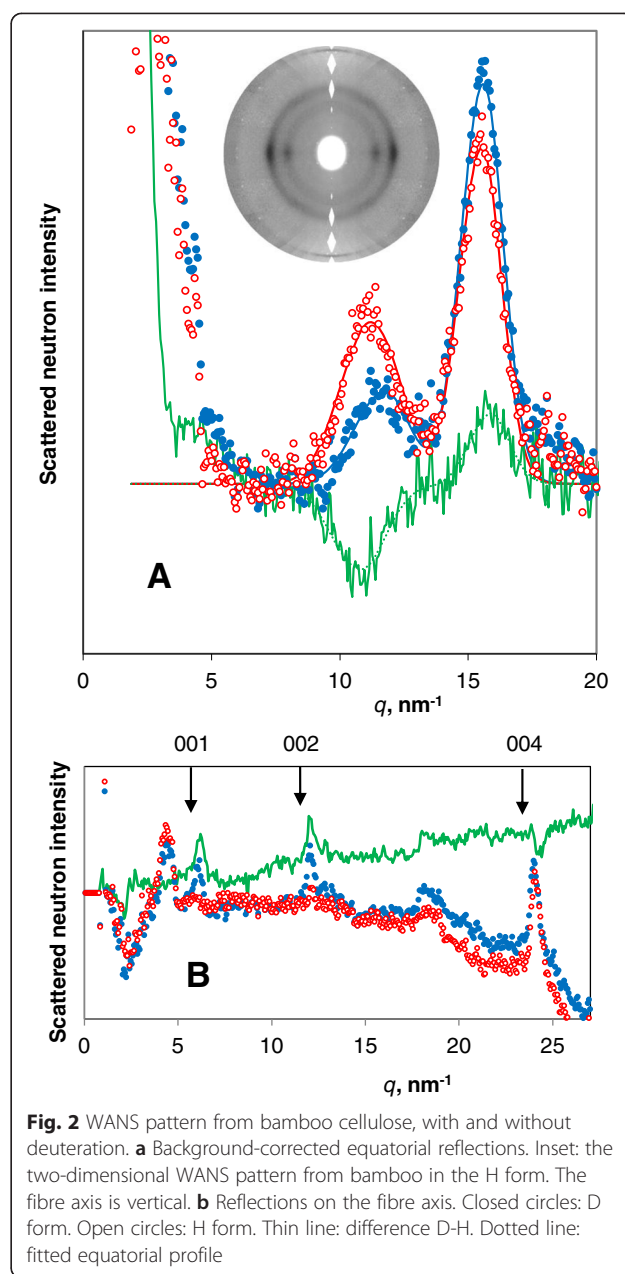 Scattered neutron intensity
A
0 5 10 15 20
q, nm-1
001 002 004
Scattered neutron intensity
B
0 5 10 15 20 25
q, nm-1
Fig. 2 WANS pattern from bamboo cellulose, with and without
deuteration. a Background-corrected equatorial reflections. Inset: the
two-dimensional WANS pattern from bamboo in the H form. The
fibre axis is vertical. b Reflections on the fibre axis. Closed circles: D
form. Open circles: H form. Thin line: difference D-H. Dotted line:
fitted equatorial profile